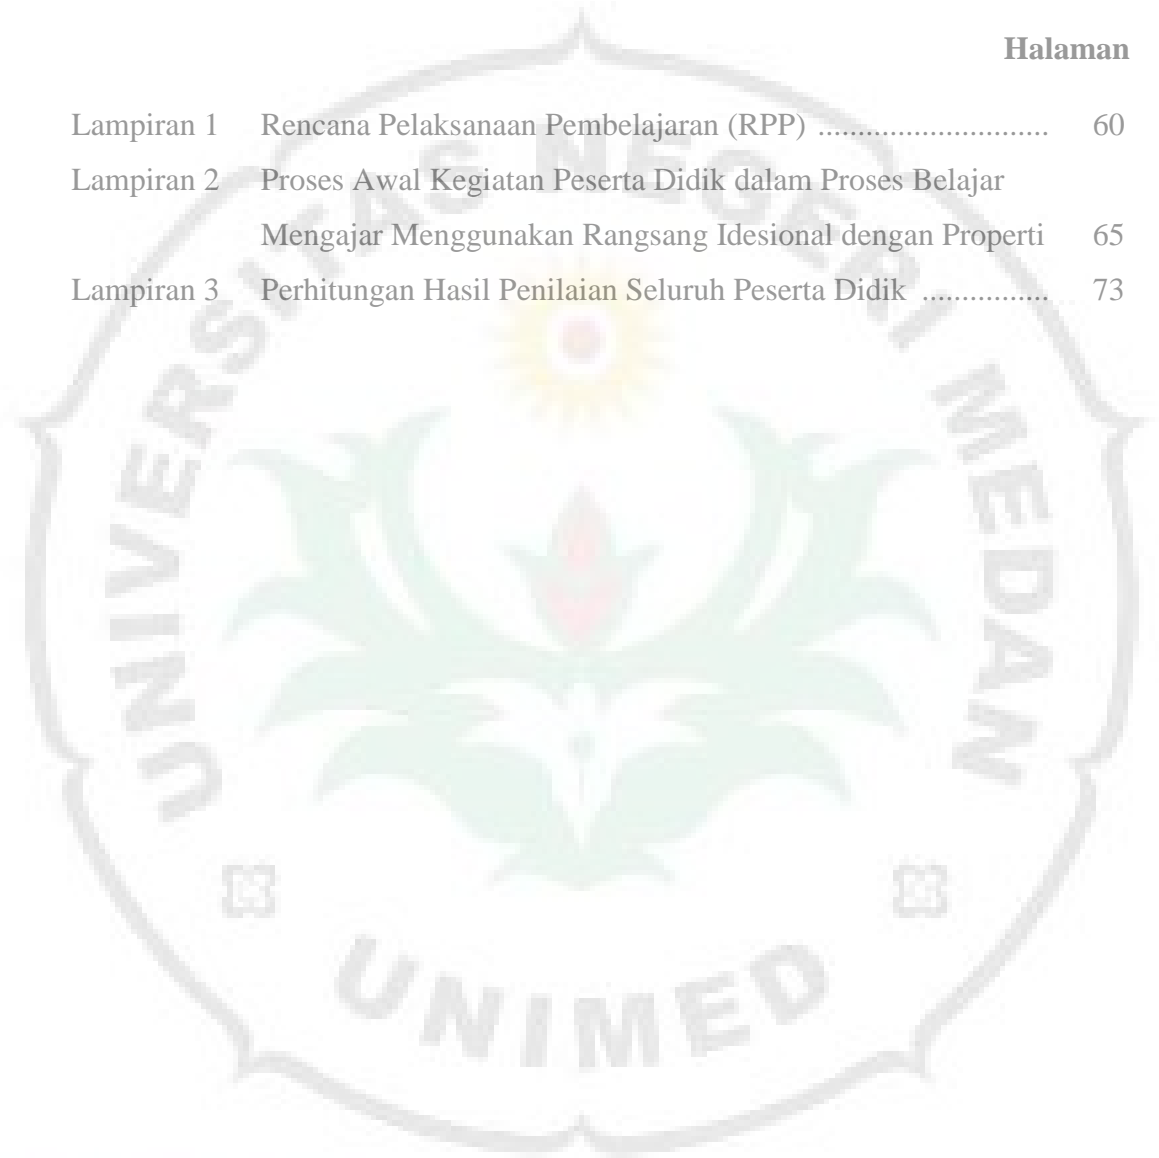 Halaman
Lampiran 1 Rencana Pelaksanaan Pembelajaran (RPP) ............................. 60
Lampiran 2 Proses Awal Kegiatan Peserta Didik dalam Proses Belajar
Mengajar Menggunakan Rangsang Idesional dengan Properti 65
Lampiran 3 Perhitungan Hasil Penilaian Seluruh Peserta Didik ................ 73
UNIVERSITAS NEGERI MEDAN
UNIMED